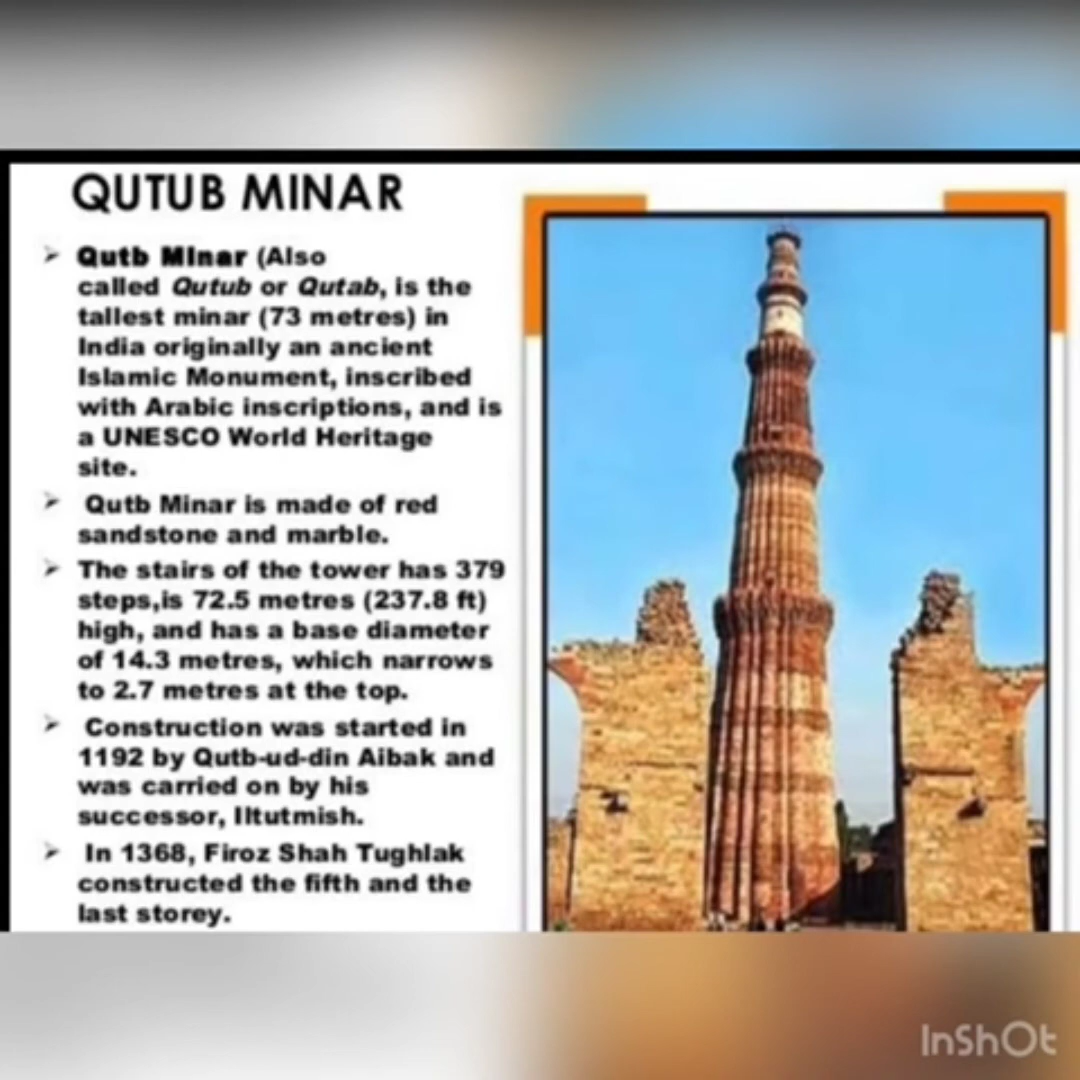 QUTUB MINAR
➢ Qutb Minar (Also
called Qutub or Qutab, is the
tallest minar (73 metres) in
India originally an ancient
Islamic Monument, inscribed
with Arabic inscriptions, and is
a UNESCO World Heritage
site.
➢ Qutb Minar is made of red
sandstone and marble.
➢ The stairs of the tower has 379
steps,is 72.5 metres (237.8 ft)
high, and has a base diameter
of 14.3 metres, which narrows
to 2.7 metres at the top.
➢ Construction was started in
1192 by Qutb-ud-din Aibak and
was carried on by his
successor, Iltutmish.
➢ In 1368, Firoz Shah Tughlak
constructed the fifth and the
last storey.
InShOt